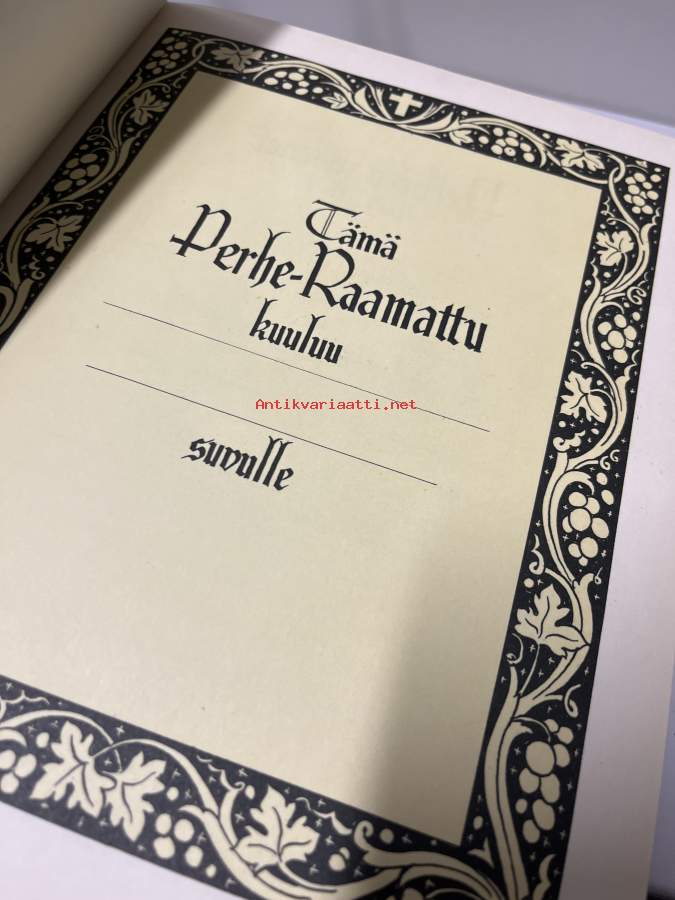 Tämä
Perhe-Raamattu
kuuluu
Antikvariaatti.net
suvulle